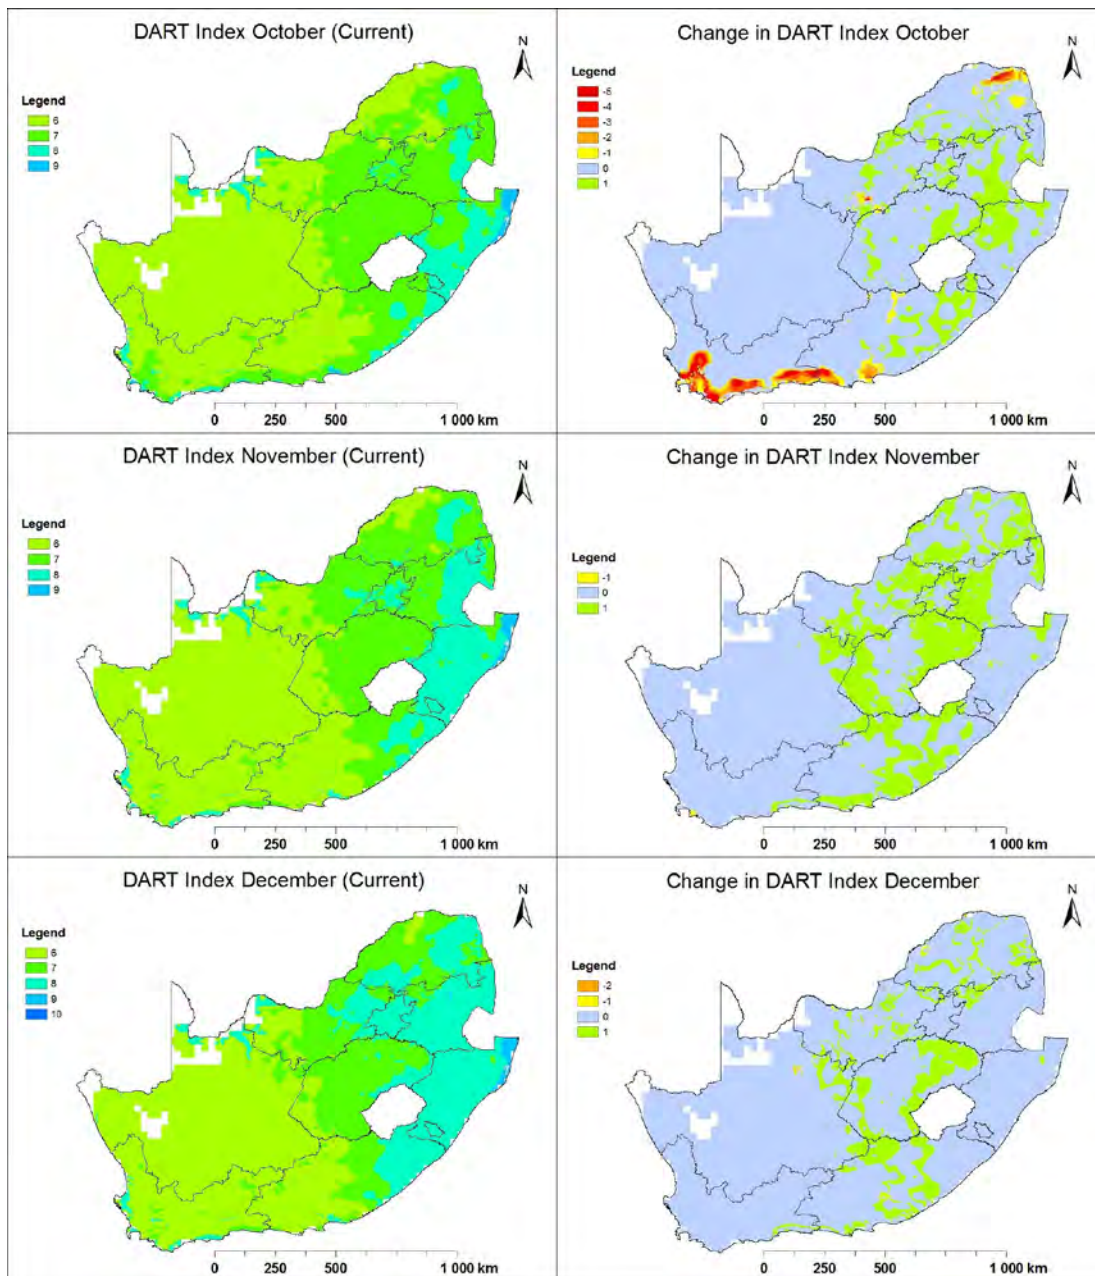 DART Index October (Current)
N
Legend
6
7
8
9
0 250 500 1 000 km
Change in DART Index October
N
Legend
-5
-4
-3
-2
-1
0
1
0 250 500 1 000 km
DART Index November (Current)
N
Legend
6
7
8
9
0 250 500 1 000 km
Change in DART Index November
N
Legend
-1
0
1
0 250 500 1 000 km
DART Index December (Current)
N
Legend
6
7
8
9
10
0 250 500 1 000 km
Change in DART Index December
N
Legend
-2
-1
0
1
0 250 500 1 000 km